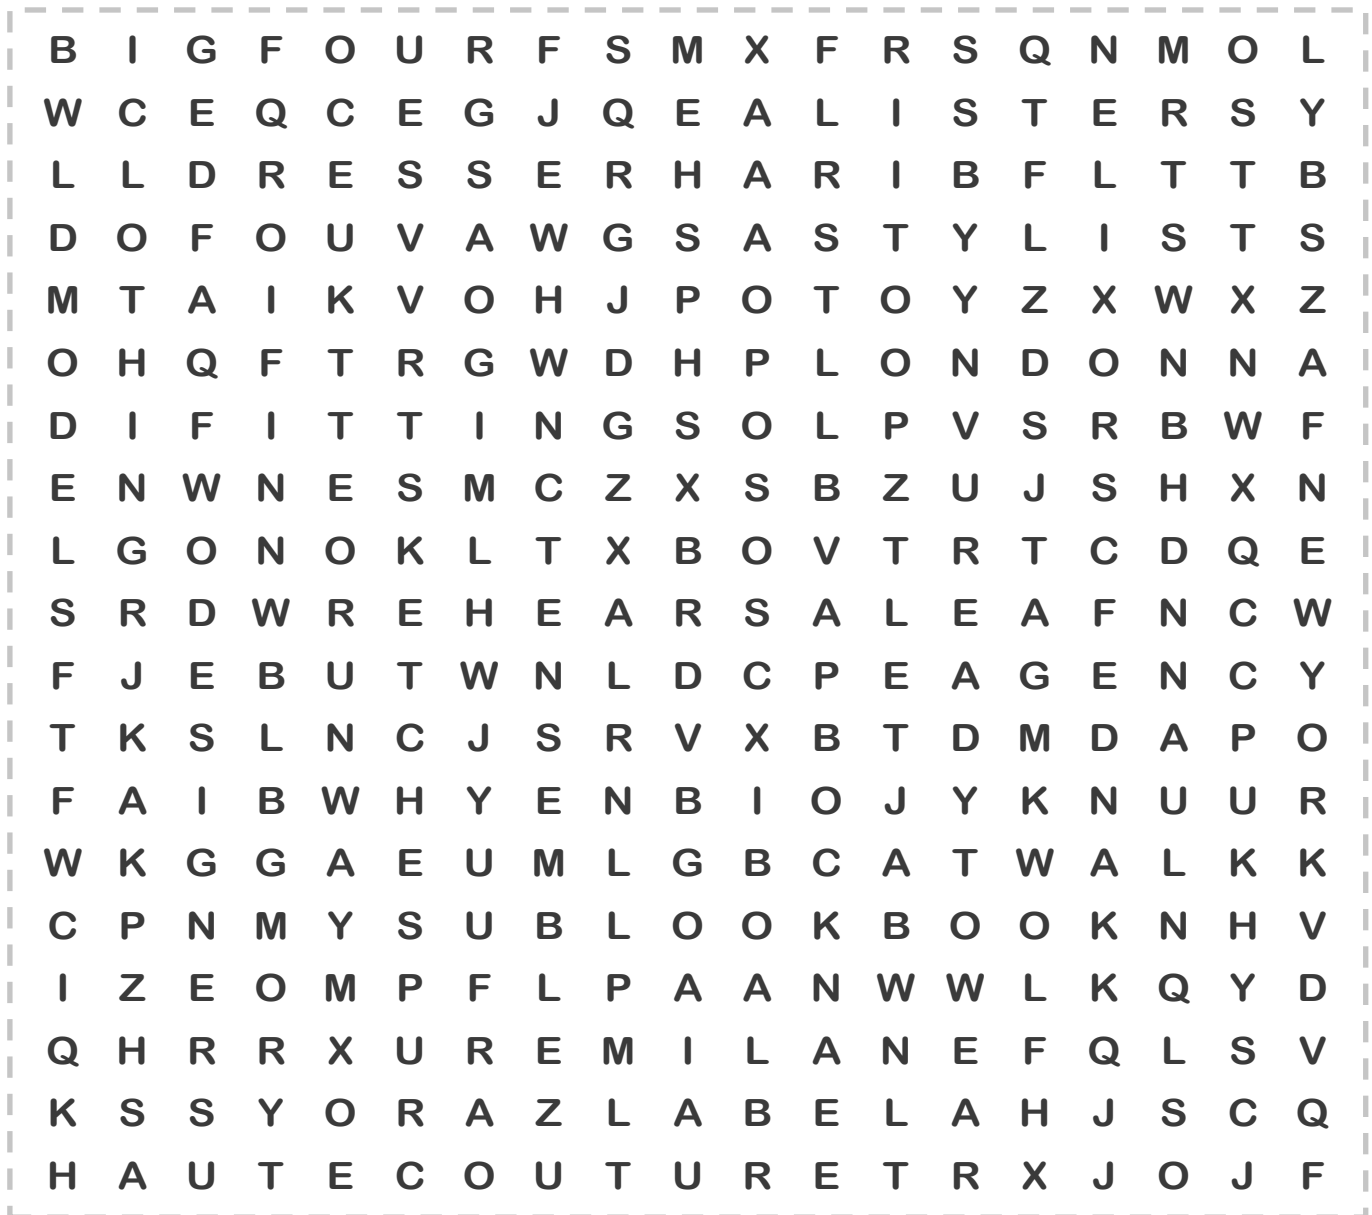 B I G F O U R F S M X F R S Q N M O L
W C E Q C E G J Q E A L I S T E R S Y
L L D R E S S E R H A R I B F L T T B
D O F O U V A W G S A S T Y L I S T S
M T A I K V O H J P O T O Y Z X W X Z
O H Q F T R G W D H P L O N D O N N A
D I F I T T I N G S O L P V S R B W F
E N W N E S M C Z X S B Z U J S H X N
L G O N O K L T X B O V T R T C D Q E
S R D W R E H E A R S A L E A F N C W
F J E B U T W N L D C P E A G E N C Y
T K S L N C J S R V X B T D M D A P O
F A I B W H Y E N B I O J Y K N U U R
W K G G A E U M L G B C A T W A L K K
C P N M Y S U B L O O K B O O K N H V
I Z E O M P F L P A A N W W L K Q Y D
Q H R R X U R E M I L A N E F Q L S V
K S S Y O R A Z L A B E L A H J S C Q
H A U T E C O U T U R E T R X J O J F